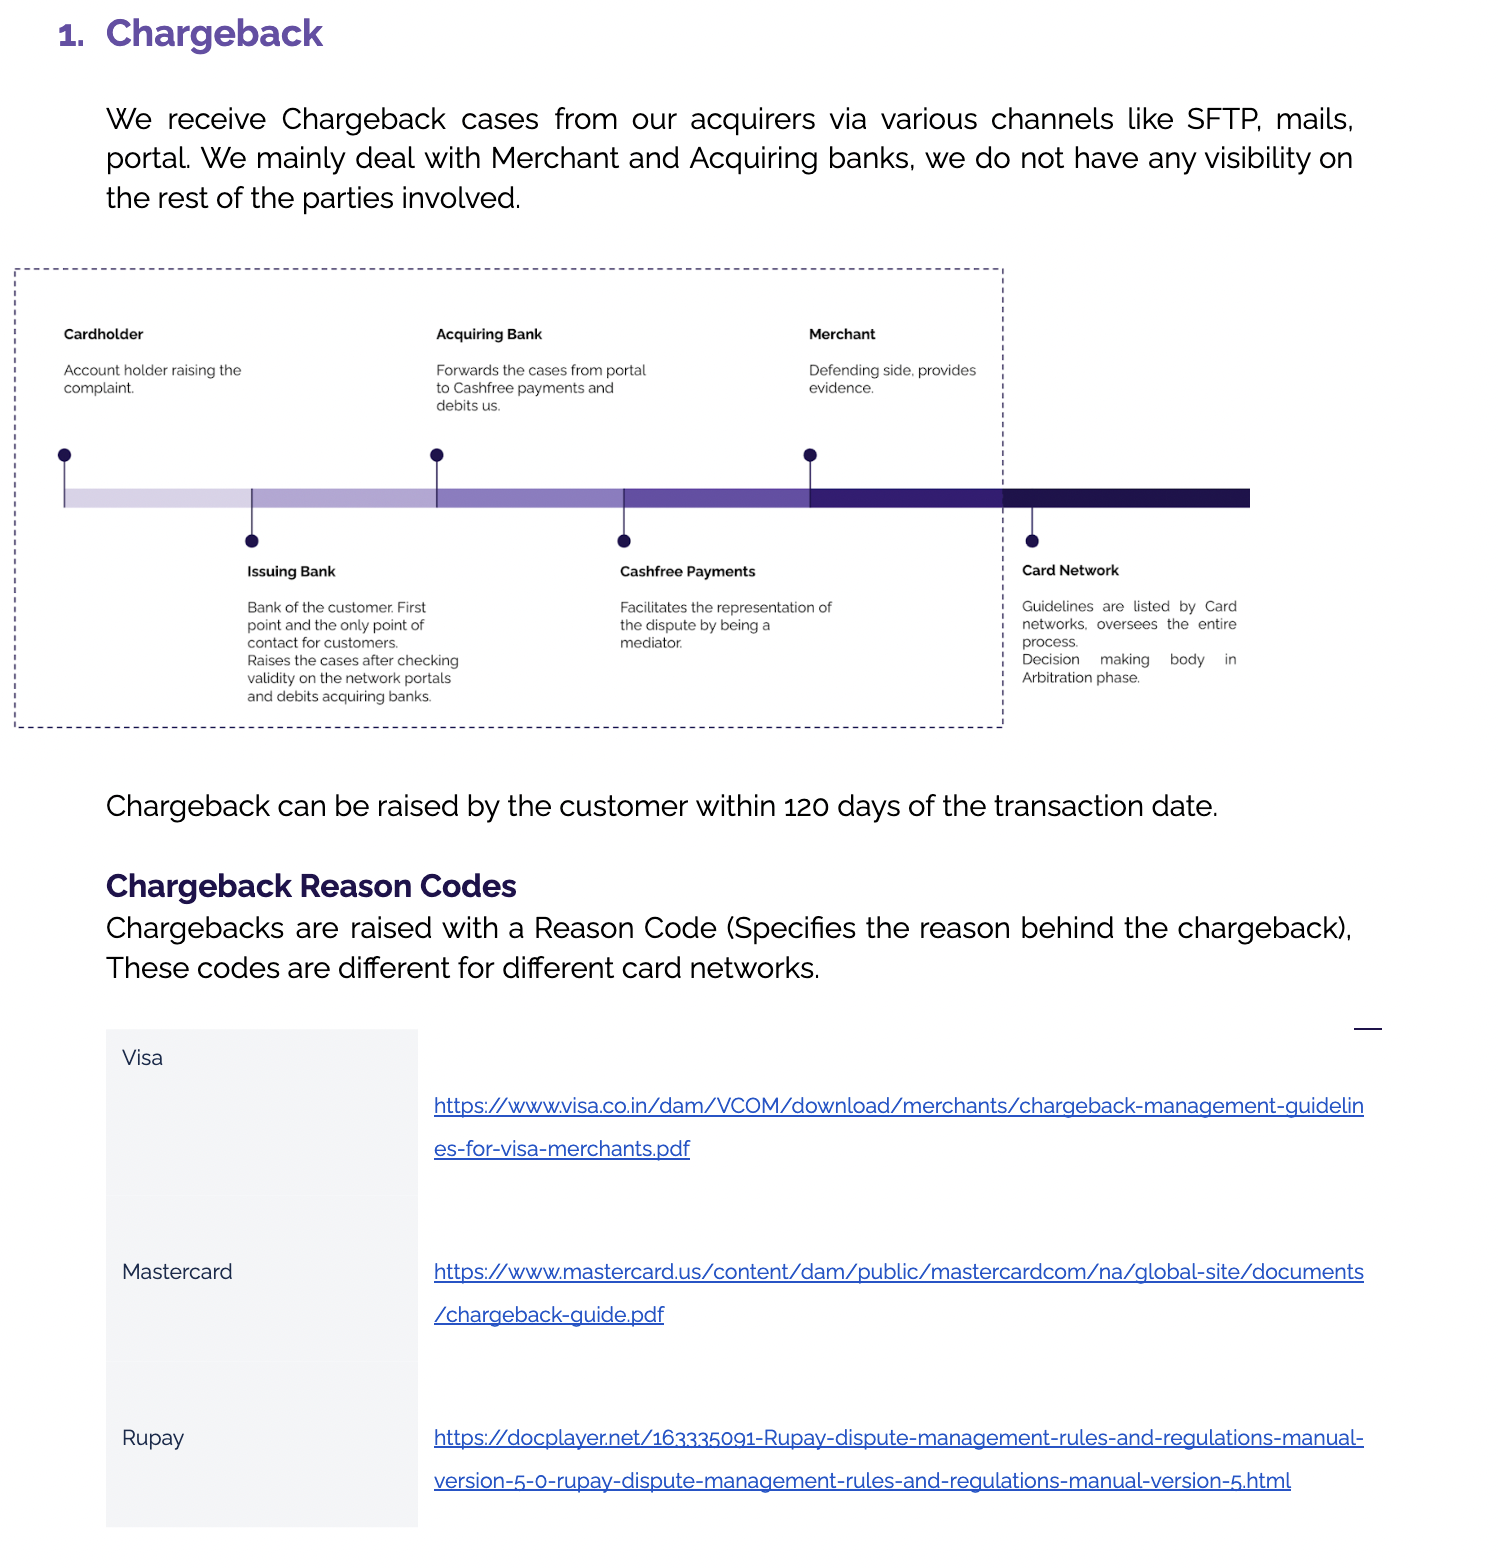 1. Chargeback
We receive Chargeback cases from our acquirers via various channels like SFTP, mails,
portal. We mainly deal with Merchant and Acquiring banks, we do not have any visibility on
the rest of the parties involved.
Cardholder
Account holder raising the
complaint.
Acquiring Bank
Forwards the cases from portal
to Cashfree payments and
debits us.
Merchant
Defending side, provides
evidence.
Issuing Bank
Bank of the customer. First
point and the only point of
contact for customers.
Raises the cases after checking
validity on the network portals
and debits acquiring banks.
Cashfree Payments
Facilitates the representation of
the dispute by being a
mediator.
Card Network
Guidelines are listed by Card
networks, oversees the entire
process.
Decision making body in
Arbitration phase.
Chargeback can be raised by the customer within 120 days of the transaction date.
Chargeback Reason Codes
Chargebacks are raised with a Reason Code (Specifies the reason behind the chargeback),
These codes are different for different card networks.
Visa
https://www.visa.co.in/dam/VCOM/download/merchants/chargeback-management-guidelin
es-for-visa-merchants.pdf
Mastercard
https://www.mastercard.us/content/dam/public/mastercardcom/na/global-site/documents
/chargeback-guide.pdf
Rupay
https://docplayer.net/163335091-Rupay-dispute-management-rules-and-regulations-manual-
version-5-0-rupay-dispute-management-rules-and-regulations-manual-version-5.html